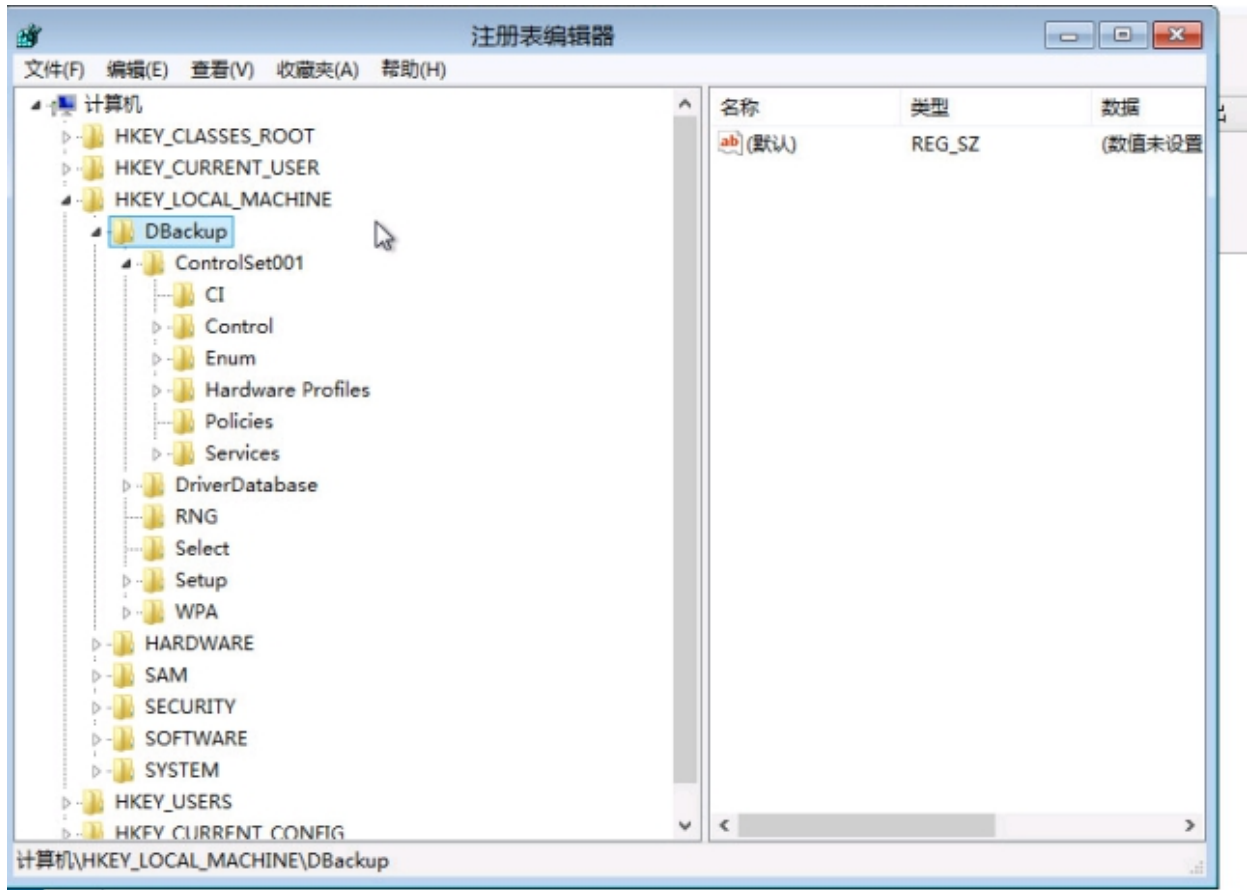 注册表编辑器
文件(F) 编辑(E) 查看(V) 收藏夹(A) 帮助(H)
计算机
HKEY_CLASSES_ROOT
HKEY_CURRENT_USER
HKEY_LOCAL_MACHINE
DBackup
ControlSet001
CI
Control
Enum
Hardware Profiles
Policies
Services
DriverDatabase
RNG
Select
Setup
WPA
HARDWARE
SAM
SECURITY
SOFTWARE
SYSTEM
HKEY_USERS
HKEY_CURRENT_CONFIG
名称 类型 数据
ab (默认) REG_SZ (数值未设置
计算机\HKEY_LOCAL_MACHINE\DBackup